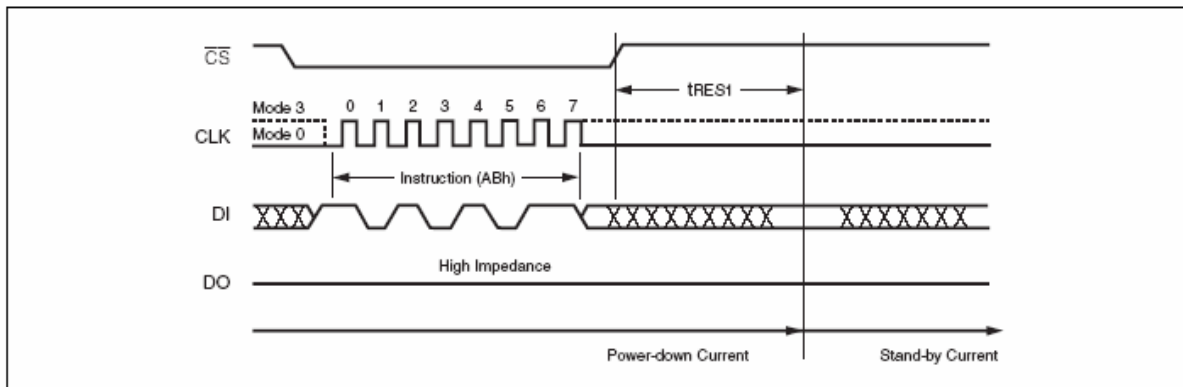 CS
tRES1
Mode 3 0 1 2 3 4 5 6 7
CLK Mode 0
Instruction (ABh)
DI
High Impedance
DO
Power-down Current Stand-by Current